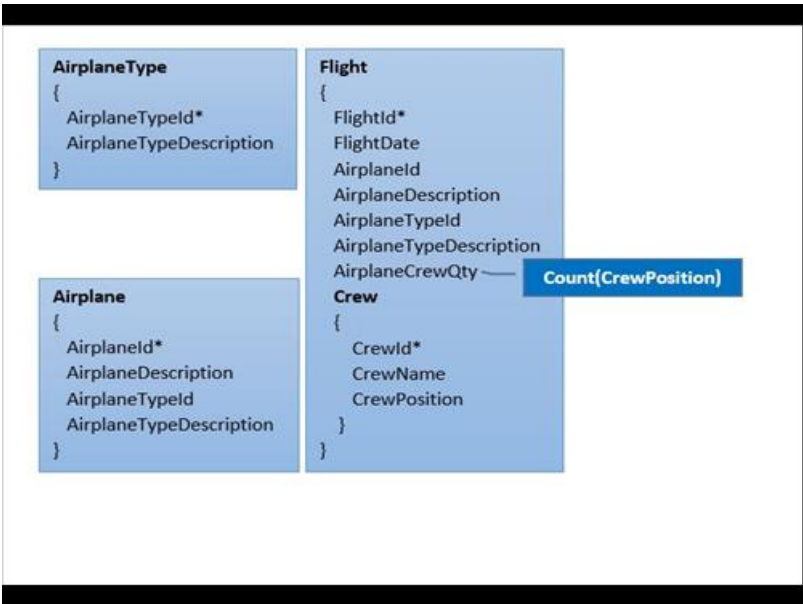 AirplaneType
{
AirplaneTypeId*
AirplaneTypeDescription
}
Airplane
{
AirplaneId*
AirplaneDescription
AirplaneTypeId
AirplaneTypeDescription
}
Flight
{
FlightId*
FlightDate
AirplaneId
AirplaneDescription
AirplaneTypeId
AirplaneTypeDescription
AirplaneCrewQty
Count(CrewPosition)
Crew
{
CrewId*
CrewName
CrewPosition
}
}